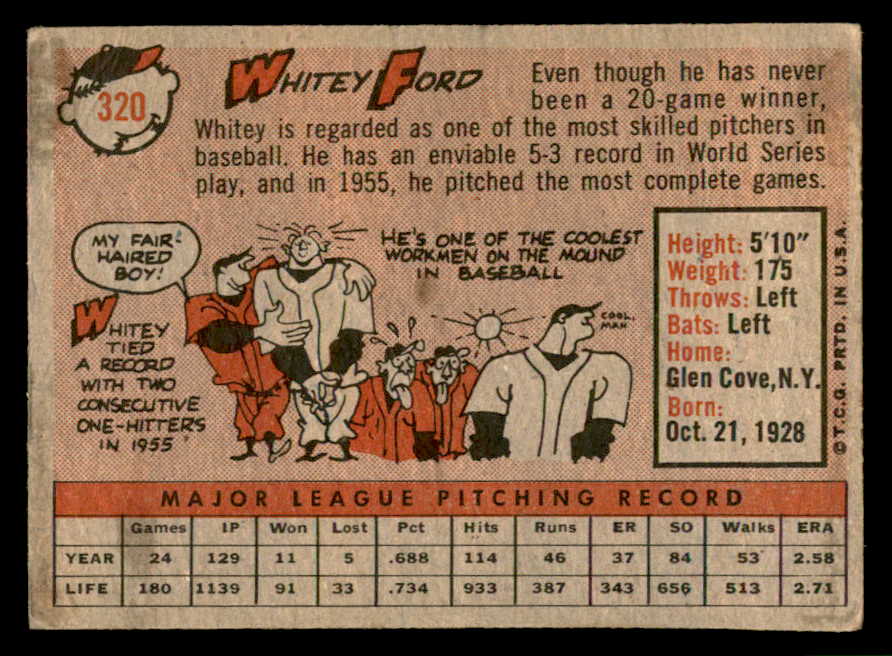 320
WHITEY FORD
Even though he has never
been a 20-game winner,
Whitey is regarded as one of the most skilled pitchers in
baseball. He has an enviable 5-3 record in World Series
play, and in 1955, he pitched the most complete games.
MY FAIR-
HAIRED
BOY!
WHITEY
TIED
A RECORD
WITH TWO
CONSECUTIVE
ONE-HITTERS
IN 1955
HE'S ONE OF THE COOLEST
WORKMEN ON THE MOUND
IN BASEBALL
COOL,
MAN
Height: 5'10"
Weight: 175
Throws: Left
Bats: Left
Home:
Glen Cove, N.Y.
Born:
Oct. 21, 1928
© T.C.G. PRTD. IN U.S.A.
MAJOR LEAGUE PITCHING RECORD
Games IP Won Lost Pct Hits Runs ER SO Walks ERA
YEAR 24 129 11 5 .688 114 46 37 84 53 2.58
LIFE 180 1139 91 33 .734 933 387 343 656 513 2.71